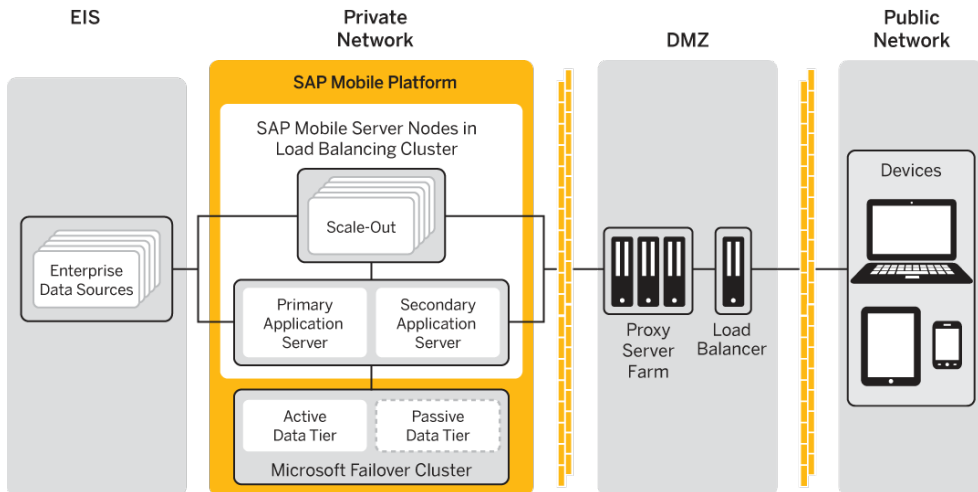 EIS
Private
Network
DMZ
Public
Network
SAP Mobile Platform
SAP Mobile Server Nodes in
Load Balancing Cluster
Scale-Out
Enterprise
Data Sources
Primary
Application
Server
Secondary
Application
Server
Active
Data Tier
Passive
Data Tier
Microsoft Failover Cluster
Proxy
Server
Farm
Load
Balancer
Devices